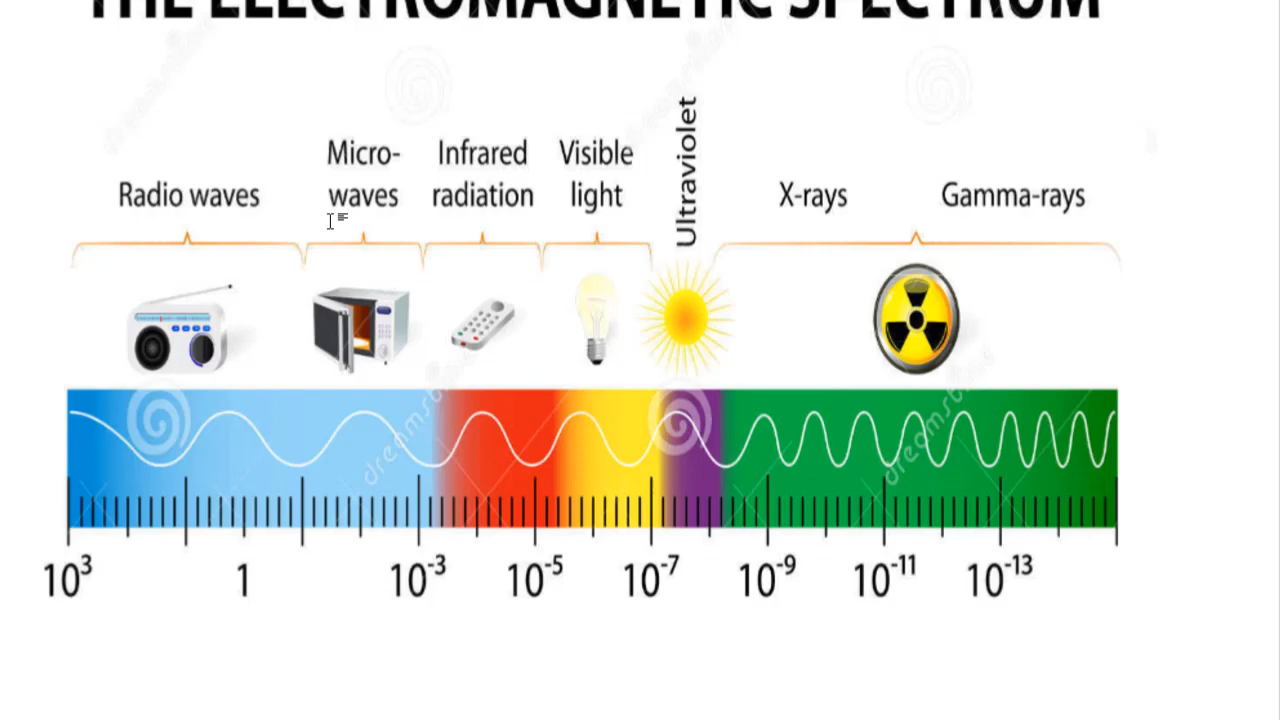 THE ELECTROMAGNETIC SPECTRUM
Ultraviolet
Micro-
waves
Infrared
radiation
Visible
light
Radio waves
X-rays
Gamma-rays
dreamstime
10³ 1 10⁻³ 10⁻⁵ 10⁻⁷ 10⁻⁹ 10⁻¹¹ 10⁻¹³